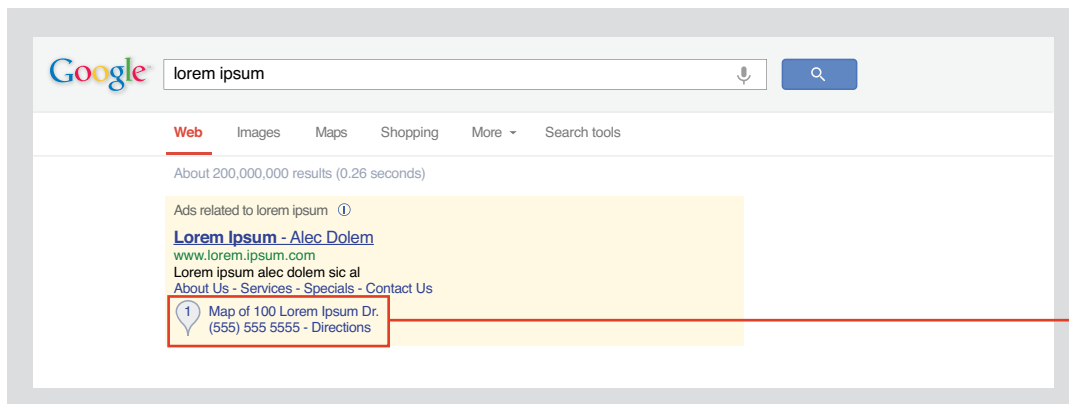 Google lorem ipsum
Web Images Maps Shopping More Search tools
About 200,000,000 results (0.26 seconds)
Ads related to lorem ipsum
Lorem Ipsum - Alec Dolem
www.lorem.ipsum.com
Lorem ipsum alec dolem sic al
About Us - Services - Specials - Contact Us
1 Map of 100 Lorem Ipsum Dr.
(555) 555 5555 - Directions